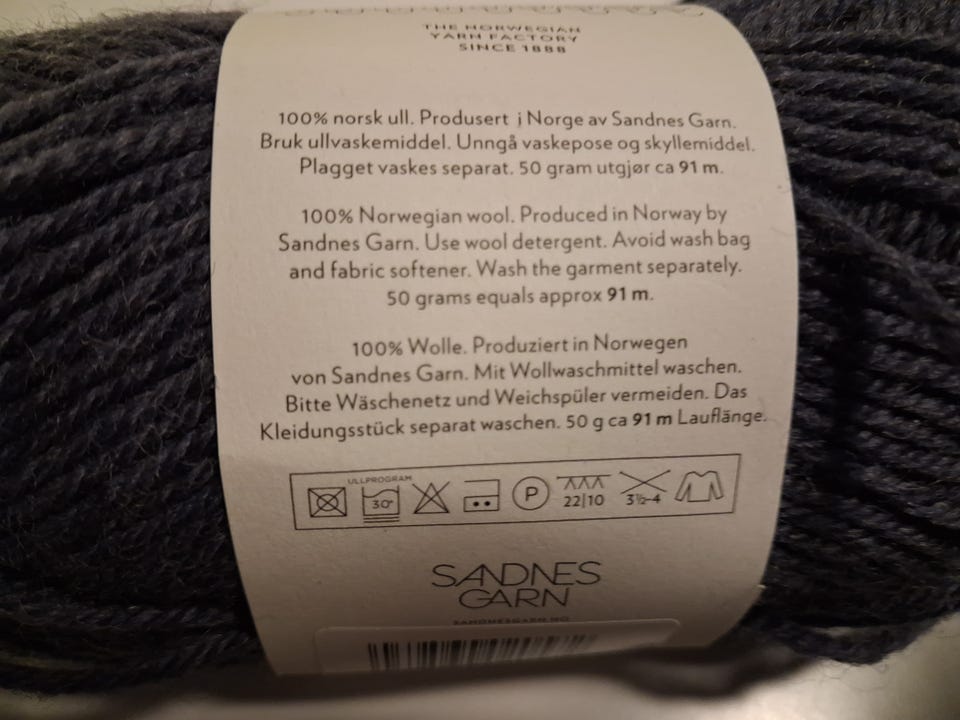 THE NORWEGIAN
YARN FACTORY
SINCE 1888
100% norsk ull. Produsert i Norge av Sandnes Garn.
Bruk ullvaskemiddel. Unngå vaskepose og skyllemiddel.
Plagget vaskes separat. 50 gram utgjør ca 91 m.
100% Norwegian wool. Produced in Norway by
Sandnes Garn. Use wool detergent. Avoid wash bag
and fabric softener. Wash the garment separately.
50 grams equals approx 91 m.
100% Wolle. Produziert in Norwegen
von Sandnes Garn. Mit Wollwaschmittel waschen.
Bitte Wäschenetz und Weichspüler vermeiden. Das
Kleidungsstück separat waschen. 50 g ca 91 m Lauflänge.
ULLPROGRAM
30° P 22|10 3½-4
SANDNES
GARN
SANDNESGARN.NO